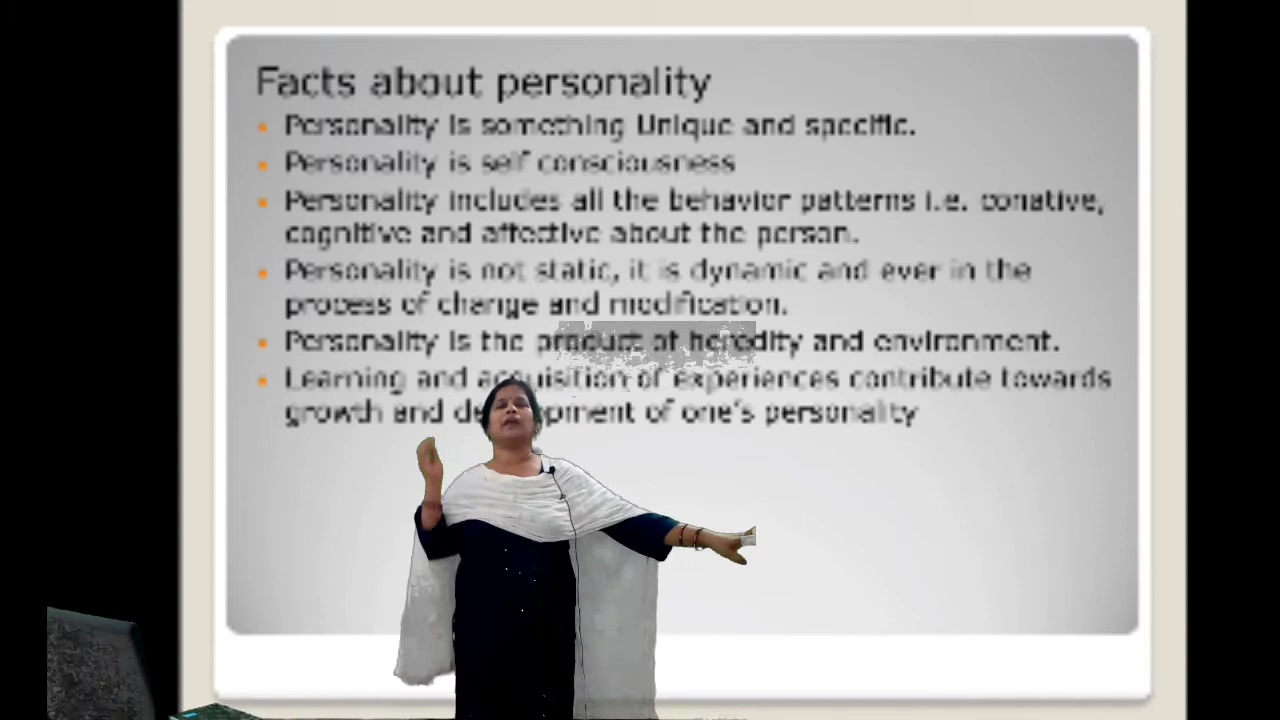 Facts about personality
Personality is something Unique and specific.
Personality is self consciousness
Personality includes all the behavior patterns i.e. conative,
cognitive and affective about the person.
Personality is not static, it is dynamic and ever in the
process of change and modification.
Personality is the product of heredity and environment.
Learning and acquisition of experiences contribute towards
growth and development of one's personality